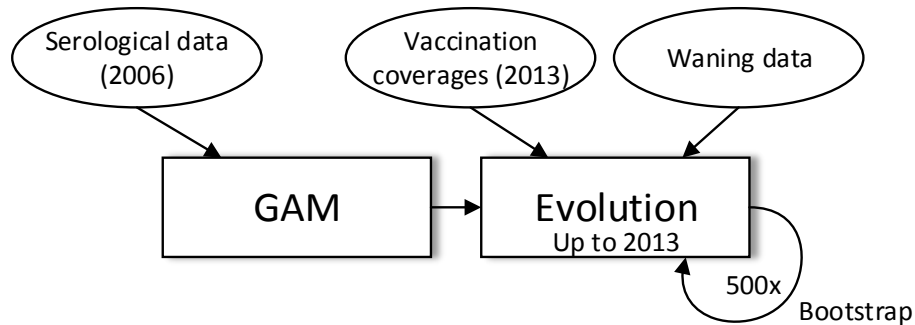 Serological data
(2006)
Vaccination
coverages (2013)
Waning data
GAM
Evolution
Up to 2013
500x
Bootstrap